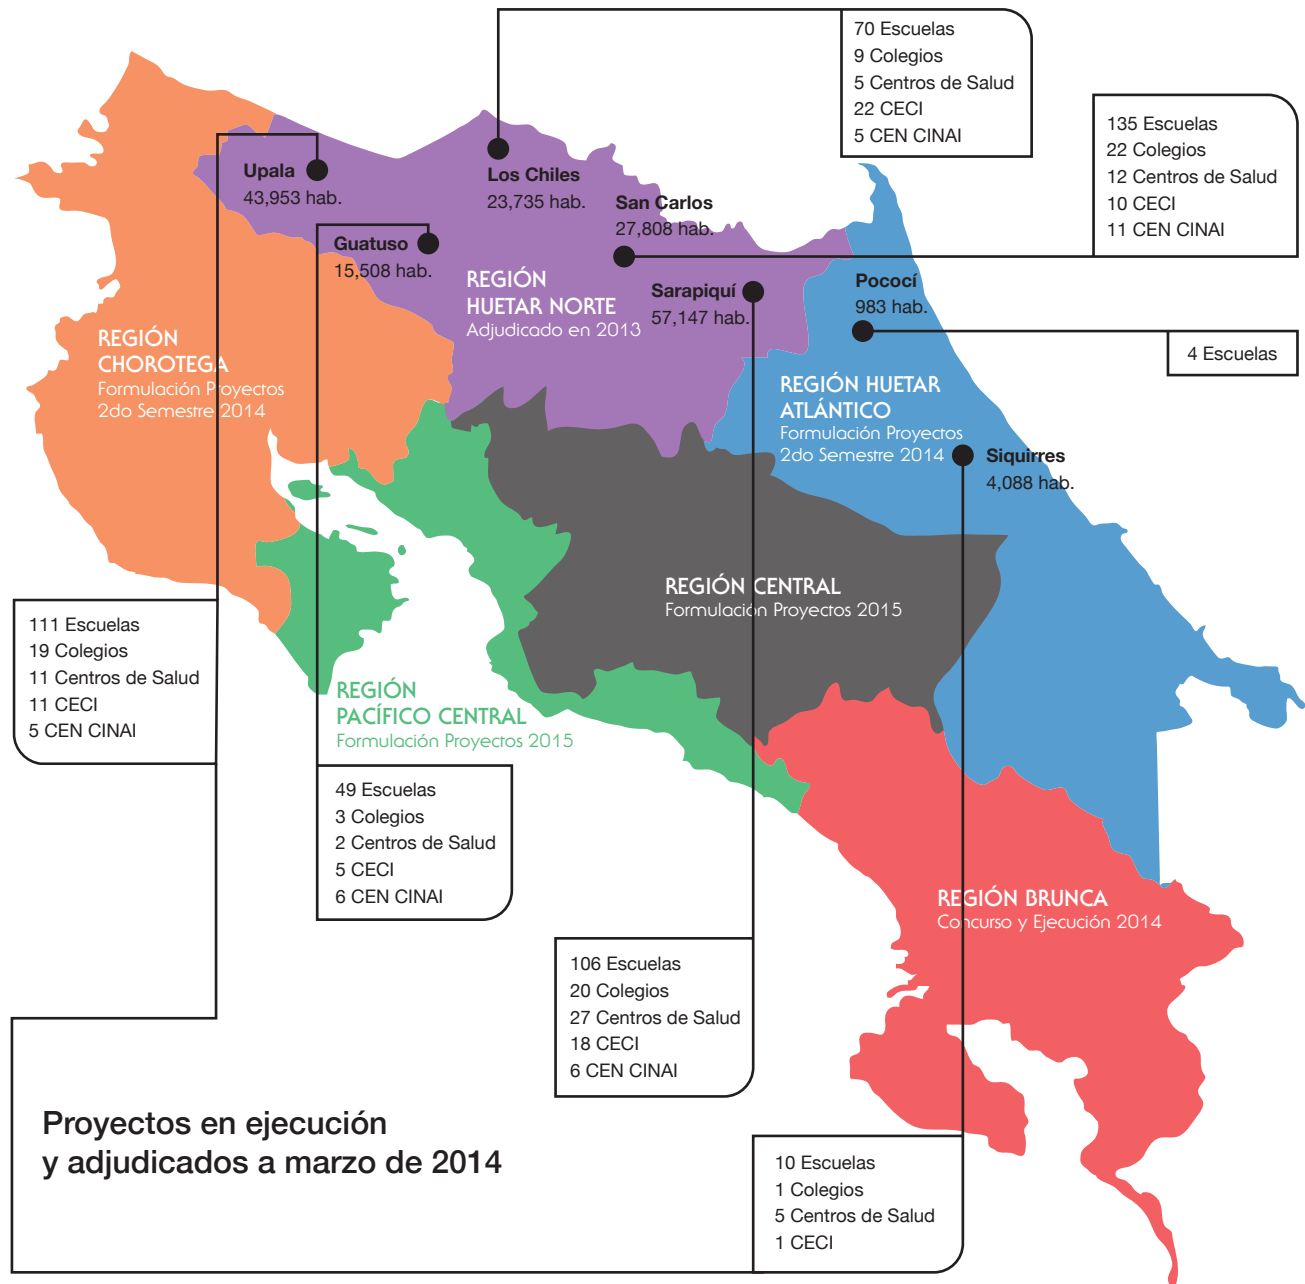 70 Escuelas
9 Colegios
5 Centros de Salud
22 CECI
5 CEN CINAI
135 Escuelas
22 Colegios
12 Centros de Salud
10 CECI
11 CEN CINAI
Upala
43,953 hab.
Los Chiles
23,735 hab.
San Carlos
27,808 hab.
Guatuso
15,508 hab.
REGIÓN
HUETAR NORTE
Adjudicado en 2013
Sarapiquí
57,147 hab.
Pococí
983 hab.
4 Escuelas
REGIÓN
CHOROTEGA
Formulación Proyectos
2do Semestre 2014
REGIÓN HUETAR
ATLÁNTICO
Formulación Proyectos
2do Semestre 2014
Siquirres
4,088 hab.
REGIÓN CENTRAL
Formulación Proyectos 2015
111 Escuelas
19 Colegios
11 Centros de Salud
11 CECI
5 CEN CINAI
REGIÓN
PACÍFICO CENTRAL
Formulación Proyectos 2015
49 Escuelas
3 Colegios
2 Centros de Salud
5 CECI
6 CEN CINAI
REGIÓN BRUNCA
Concurso y Ejecución 2014
106 Escuelas
20 Colegios
27 Centros de Salud
18 CECI
6 CEN CINAI
Proyectos en ejecución
y adjudicados a marzo de 2014
10 Escuelas
1 Colegios
5 Centros de Salud
1 CECI